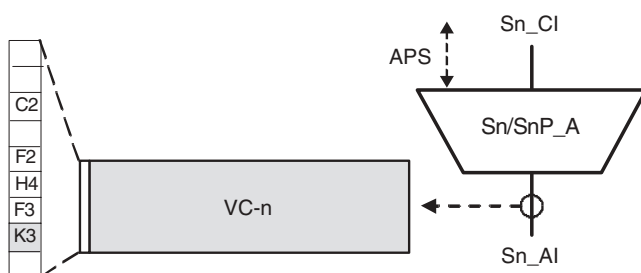 Sn_CI
APS
C2
Sn/SnP_A
F2
H4
F3
K3
VC-n
Sn_AI